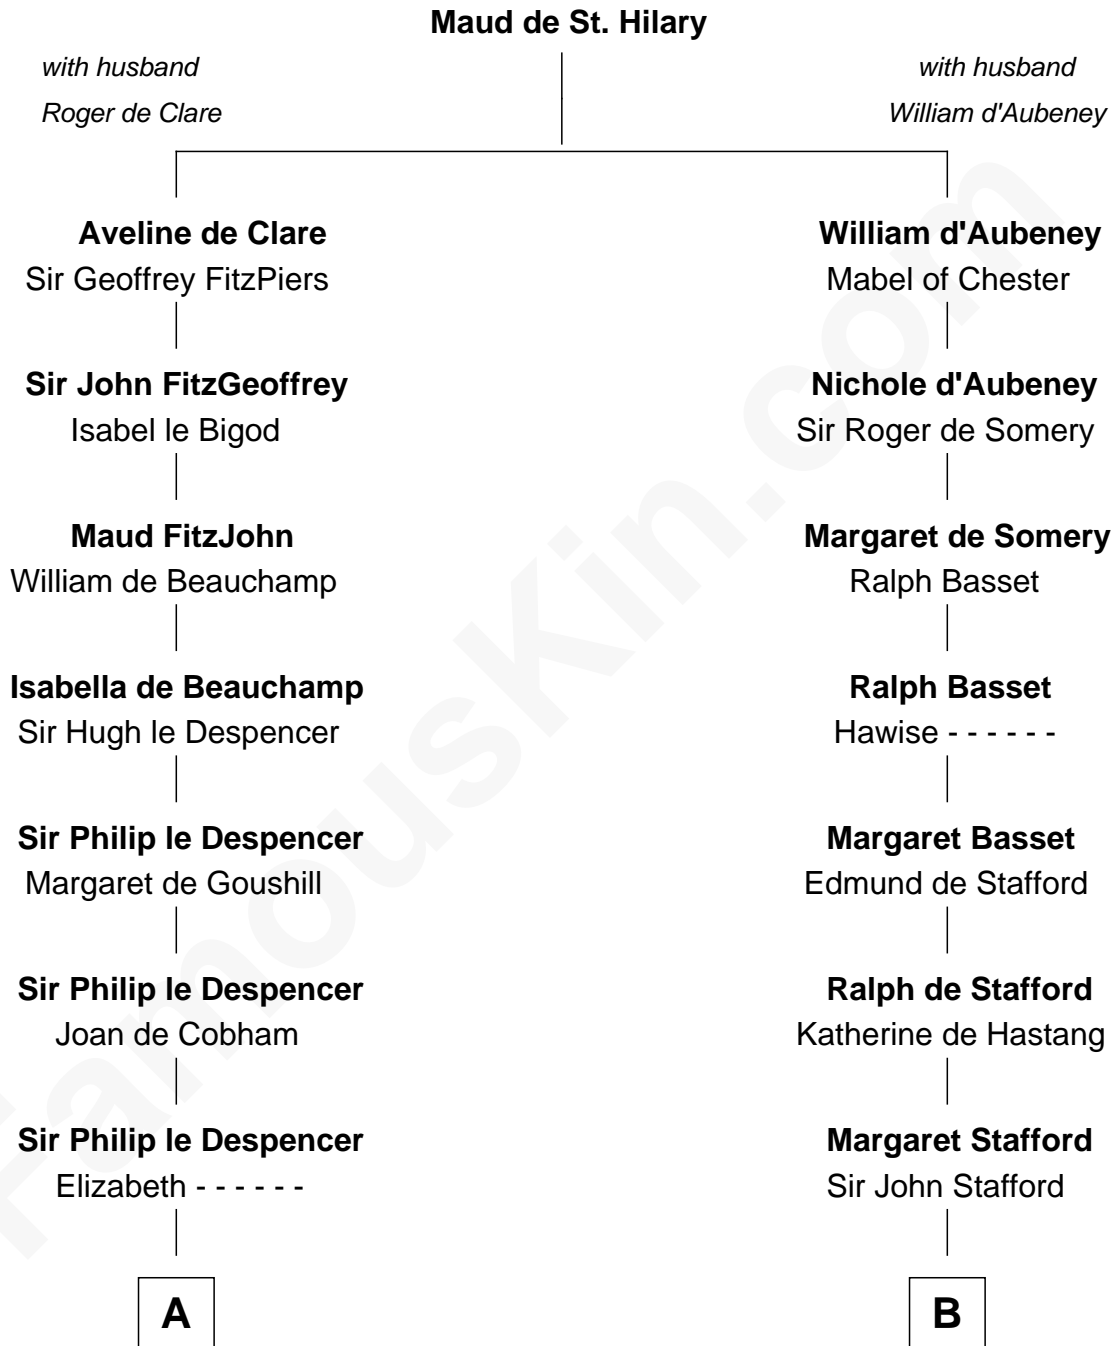 Maud de St. Hilary
with husband
Roger de Clare
with husband
William d'Aubeney
Aveline de Clare
Sir Geoffrey FitzPiers
William d'Aubeney
Mabel of Chester
Sir John FitzGeoffrey
Isabel le Bigod
Nichole d'Aubeney
Sir Roger de Somery
Maud FitzJohn
William de Beauchamp
Margaret de Somery
Ralph Basset
Isabella de Beauchamp
Sir Hugh le Despencer
Ralph Basset
Hawise - - - - - -
Sir Philip le Despencer
Margaret de Goushill
Margaret Basset
Edmund de Stafford
Sir Philip le Despencer
Joan de Cobham
Ralph de Stafford
Katherine de Hastang
Sir Philip le Despencer
Elizabeth - - - - - -
Margaret Stafford
Sir John Stafford
A
B
FamousKin.com